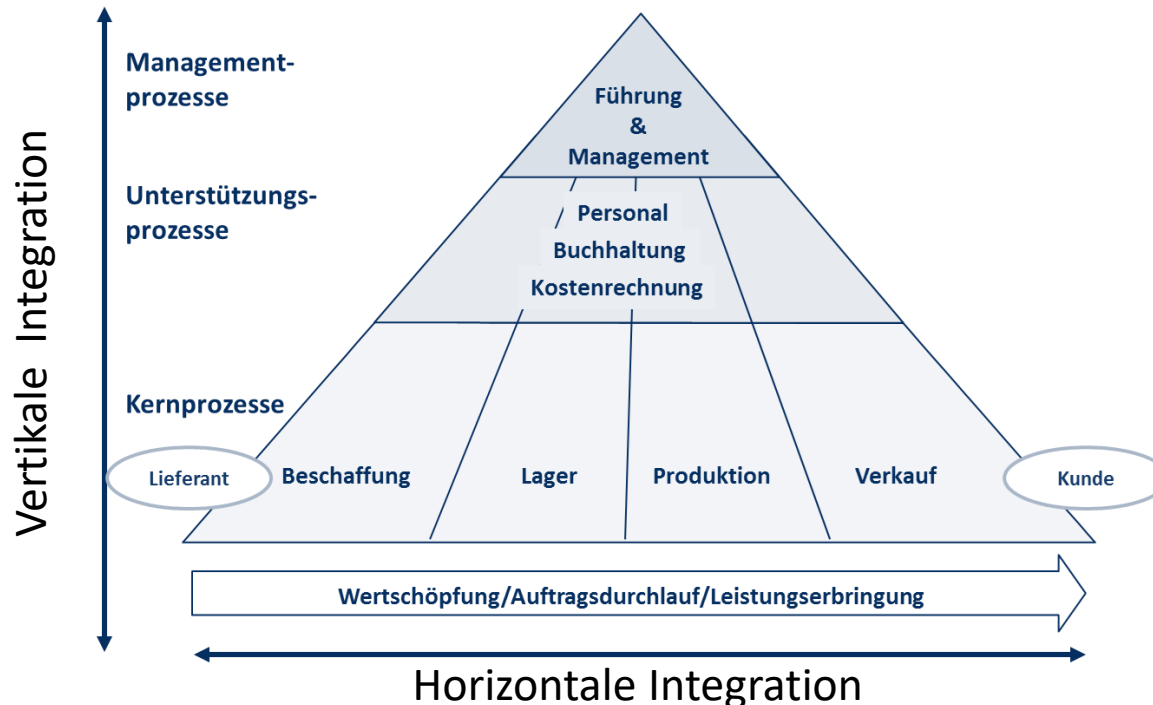 Vertikale Integration
Management-
prozesse
Führung
&
Management
Unterstützungs-
prozesse
Personal
Buchhaltung
Kostenrechnung
Kernprozesse
Lieferant
Beschaffung
Lager
Produktion
Verkauf
Kunde
Wertschöpfung/Auftragsdurchlauf/Leistungserbringung
Horizontale Integration